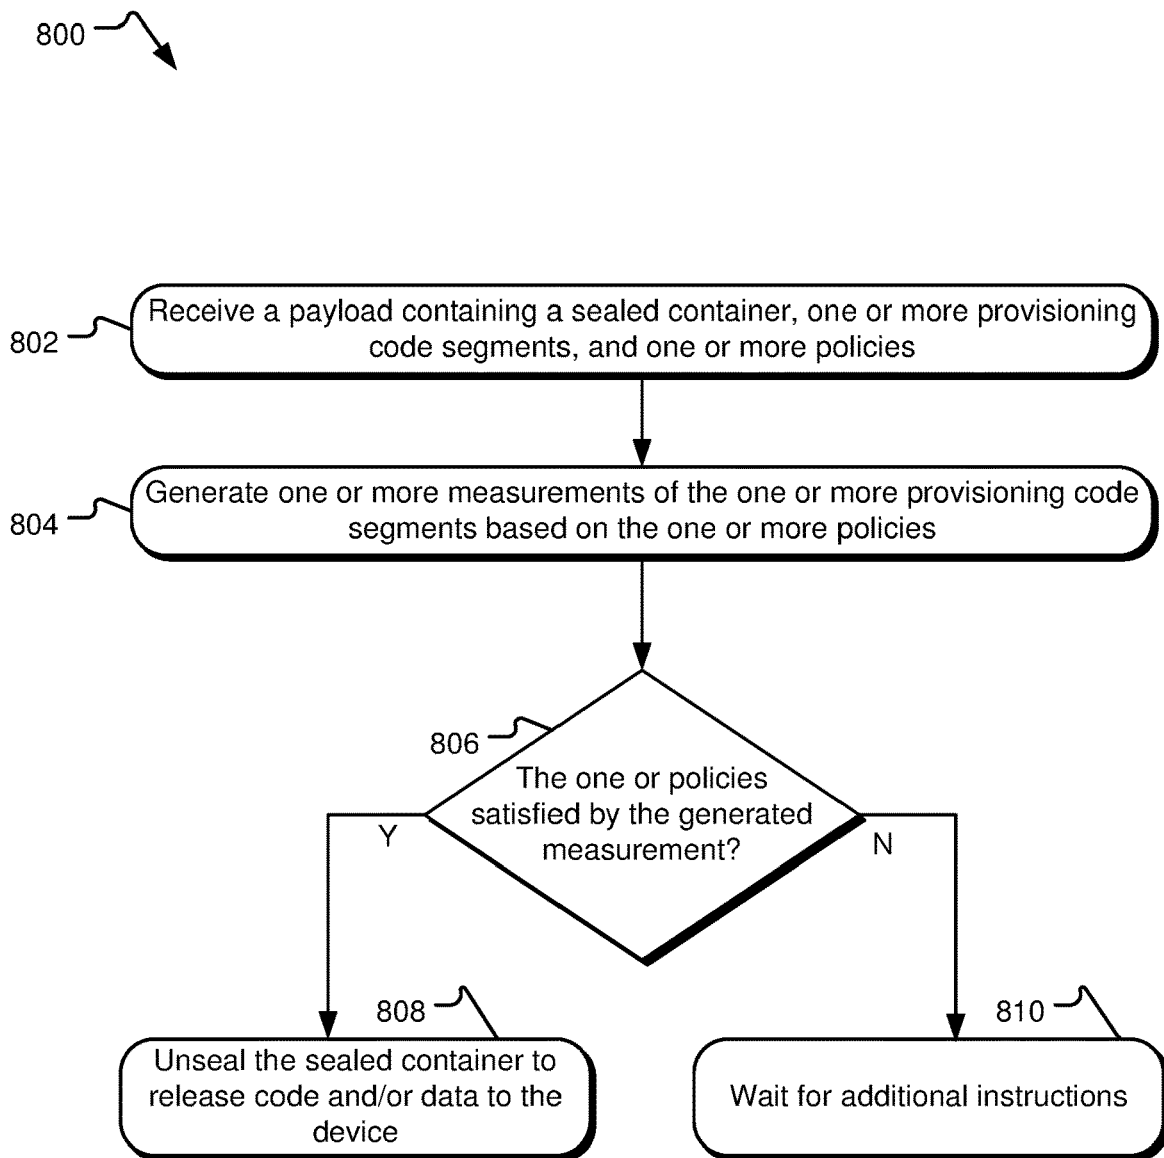 800
Receive a payload containing a sealed container, one or more provisioning
code segments, and one or more policies
802
Generate one or more measurements of the one or more provisioning code
segments based on the one or more policies
804
806
The one or policies
satisfied by the generated
measurement?
Y
N
808
Unseal the sealed container to
release code and/or data to the
device
810
Wait for additional instructions